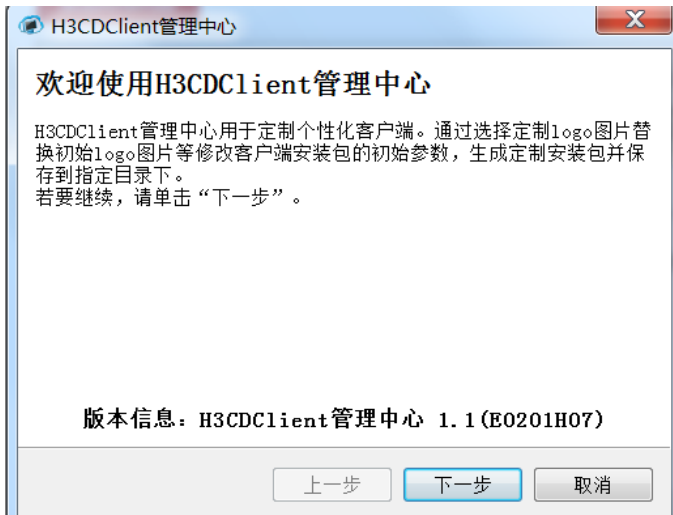 H3CDClient管理中心
欢迎使用H3CDClient管理中心
H3CDClient管理中心用于定制个性化客户端。通过选择定制logo图片替
换初始logo图片等修改客户端安装包的初始参数，生成定制安装包并保
存到指定目录下。
若要继续，请单击“下一步”。
版本信息：H3CDClient管理中心 1.1(E0201H07)
上一步 下一步 取消